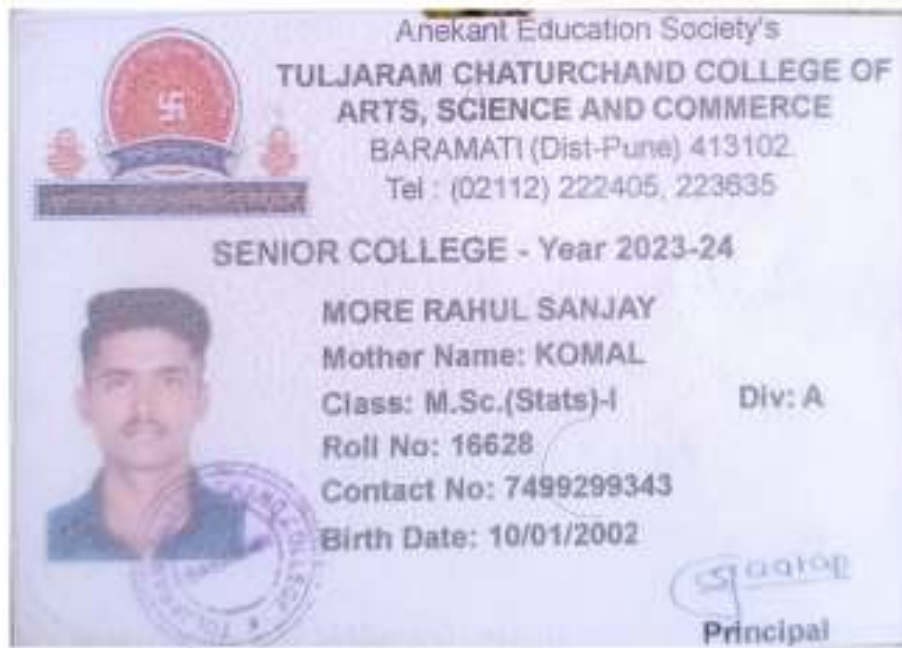 Anekant Education Society's
TULJARAM CHATURCHAND COLLEGE OF
ARTS, SCIENCE AND COMMERCE
BARAMATI (Dist-Pune) 413102.
Tel : (02112) 222405, 223635
SENIOR COLLEGE - Year 2023-24
MORE RAHUL SANJAY
Mother Name: KOMAL
Class: M.Sc.(Stats)-I Div: A
Roll No: 16628
Contact No: 7499299343
Birth Date: 10/01/2002
Principal